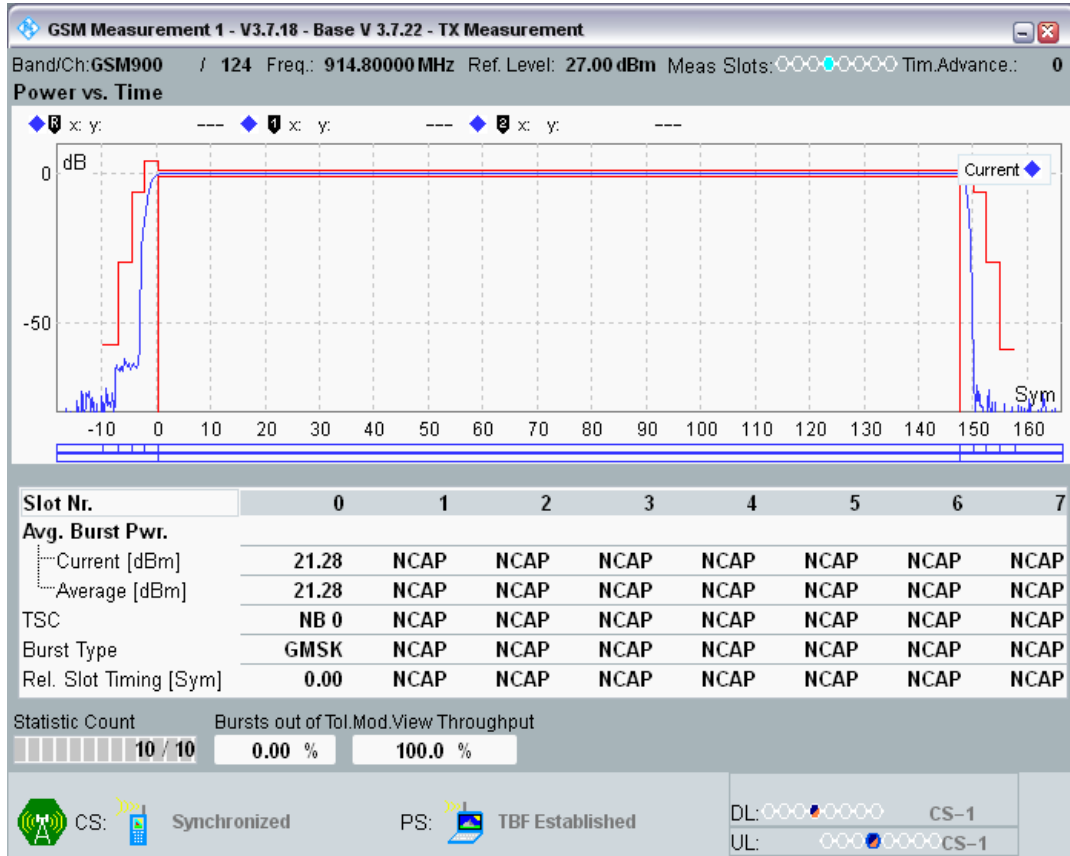 GSM Measurement 1 - V3.7.18 - Base V 3.7.22 - TX Measurement
Band/Ch:GSM900 / 124 Freq.: 914.80000 MHz Ref. Level: 27.00 dBm Meas Slots: Tim.Advance.: 0
Power vs. Time
R x: y: --- 1 x: y: --- 2 x: y: ---
dB
Current
0
-50
Sym
-10 0 10 20 30 40 50 60 70 80 90 100 110 120 130 140 150 160
Slot Nr. 0 1 2 3 4 5 6 7
Avg. Burst Pwr.
Current [dBm] 21.28 NCAP NCAP NCAP NCAP NCAP NCAP NCAP
Average [dBm] 21.28 NCAP NCAP NCAP NCAP NCAP NCAP NCAP
TSC NB 0 NCAP NCAP NCAP NCAP NCAP NCAP NCAP
Burst Type GMSK NCAP NCAP NCAP NCAP NCAP NCAP NCAP
Rel. Slot Timing [Sym] 0.00 NCAP NCAP NCAP NCAP NCAP NCAP NCAP
Statistic Count Bursts out of Tol. Mod.View Throughput
10 / 10 0.00 % 100.0 %
CS: Synchronized PS: TBF Established DL: CS-1
UL: CS-1